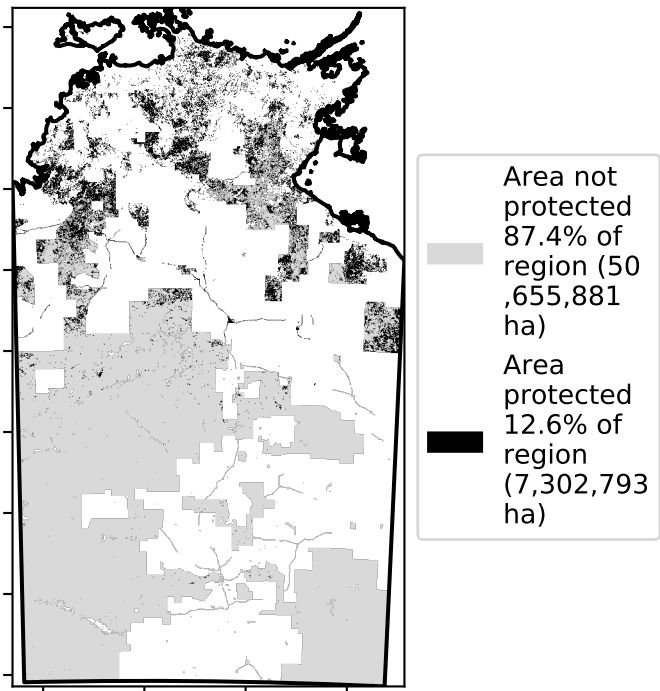 Area not
protected
87.4% of
region (50
,655,881
ha)
Area
protected
12.6% of
region
(7,302,793
ha)